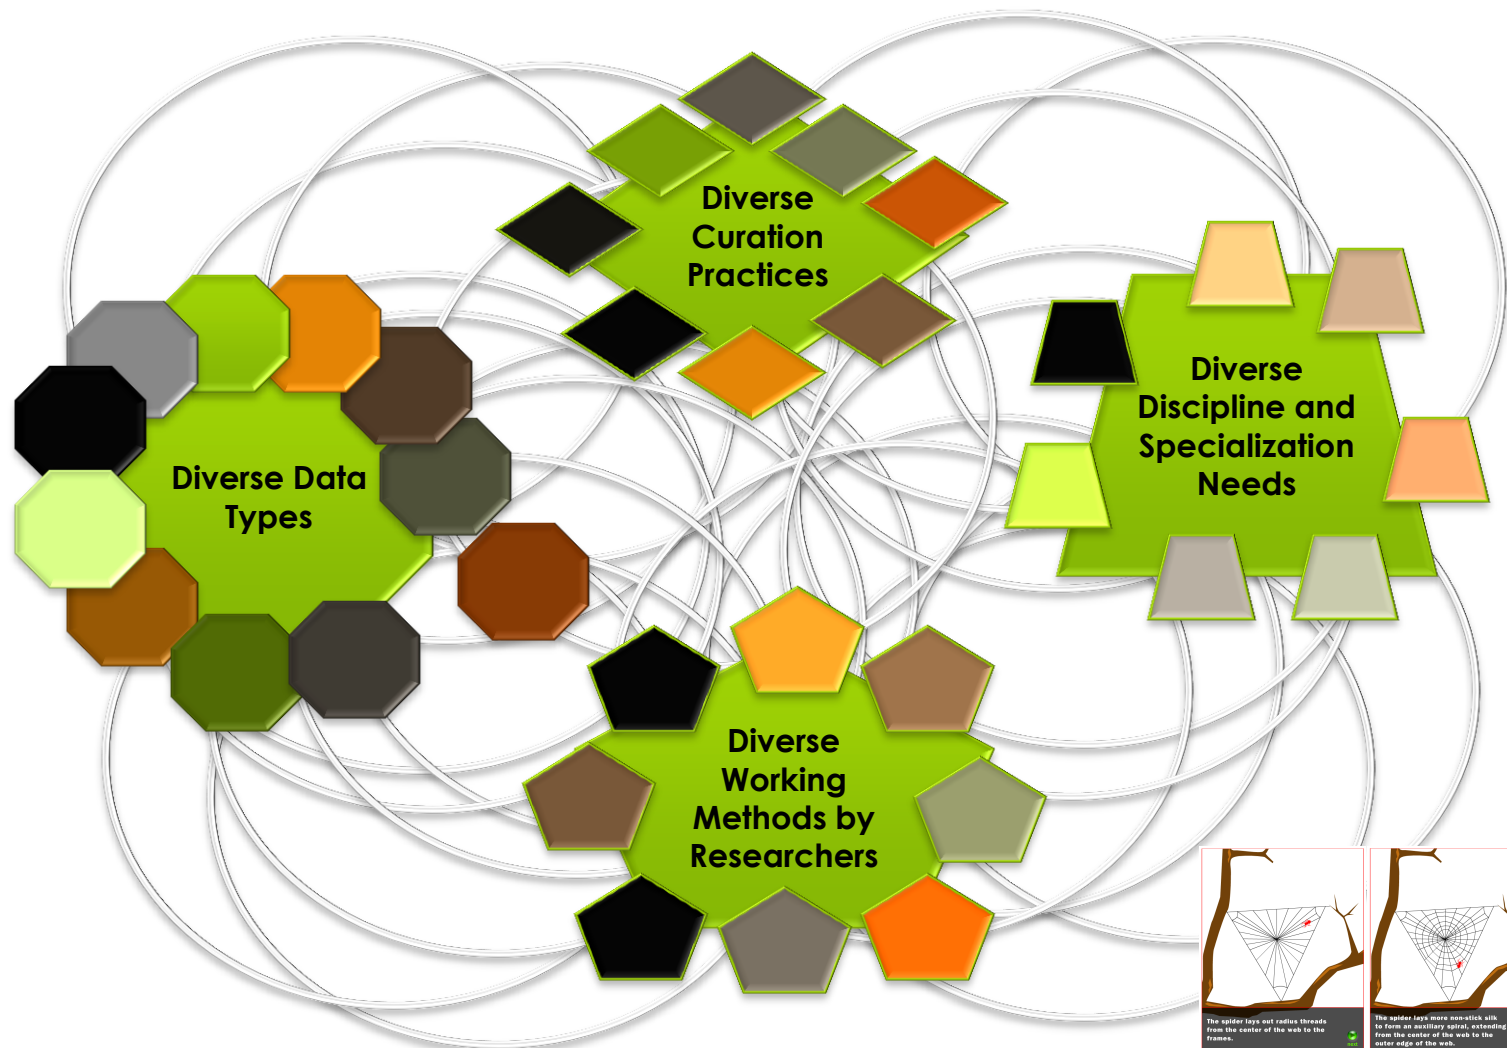 Diverse
Curation
Practices
Diverse Data
Types
Diverse
Discipline and
Specialization
Needs
Diverse
Working
Methods by
Researchers
The spider lays out radius threads
from the center of the web to the
frames.
The spider lays more non-stick silk
to form an auxiliary spiral, extending
from the center of the web to the
outer edge of the web.